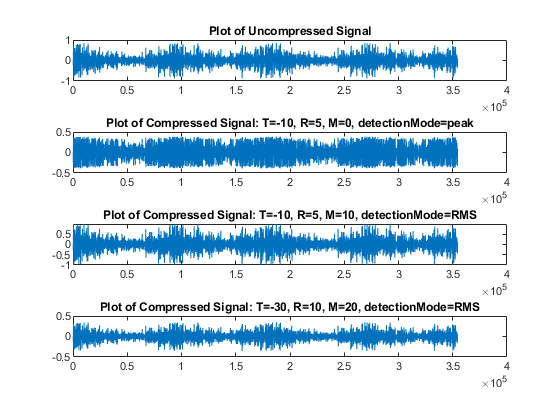 Plot of Uncompressed Signal
1
0
-1
0 0.5 1 1.5 2 2.5 3 3.5 4
×10^5
Plot of Compressed Signal: T=-10, R=5, M=0, detectionMode=peak
0.5
0
-0.5
0 0.5 1 1.5 2 2.5 3 3.5 4
×10^5
Plot of Compressed Signal: T=-10, R=5, M=10, detectionMode=RMS
0.5
0
-0.5
-1
0 0.5 1 1.5 2 2.5 3 3.5 4
×10^5
Plot of Compressed Signal: T=-30, R=10, M=20, detectionMode=RMS
0.5
0
-0.5
0 0.5 1 1.5 2 2.5 3 3.5 4
×10^5